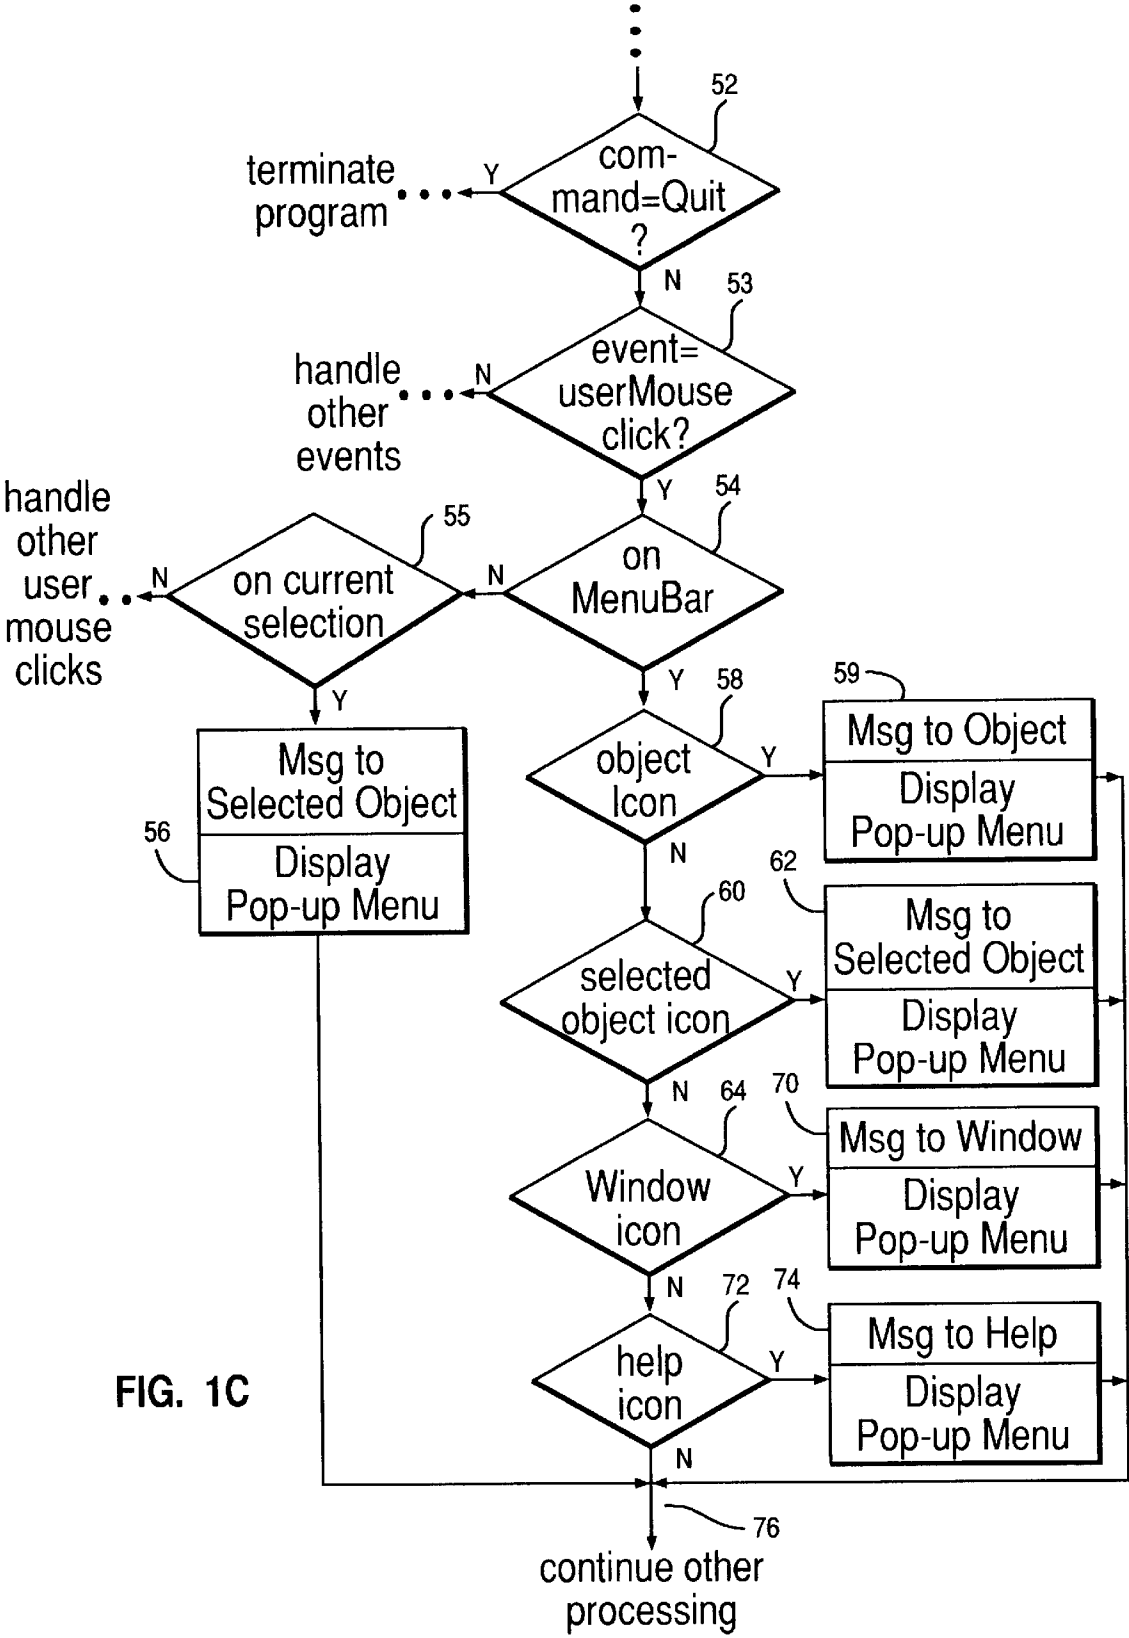 52
com-
mand=Quit
?
Y
terminate
program
N
53
event=
userMouse
click?
N
handle
other
events
Y
54
on
MenuBar
N
55
on current
selection
N
handle
other
user
mouse
clicks
Y
Msg to
Selected Object
Display
Pop-up Menu
56
Y
58
object
Icon
Y
59
Msg to Object
Display
Pop-up Menu
N
60
selected
object icon
Y
62
Msg to
Selected Object
Display
Pop-up Menu
N
64
Window
icon
Y
70
Msg to Window
Display
Pop-up Menu
N
72
help
icon
Y
74
Msg to Help
Display
Pop-up Menu
N
76
continue other
processing
FIG. 1C